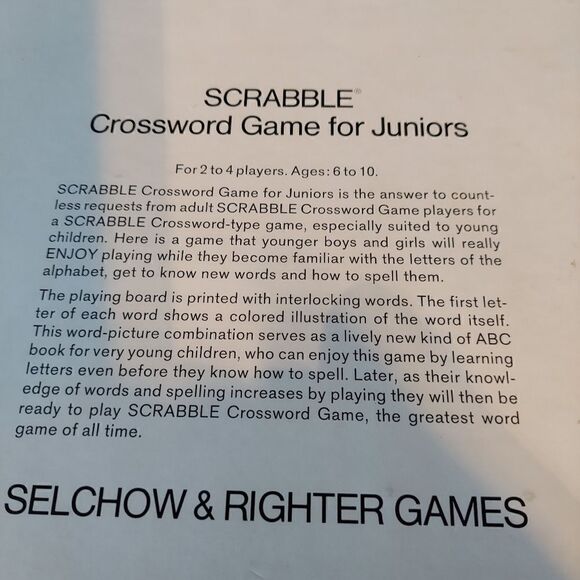 SCRABBLE®
Crossword Game for Juniors
For 2 to 4 players. Ages: 6 to 10.
SCRABBLE Crossword Game for Juniors is the answer to count-
less requests from adult SCRABBLE Crossword Game players for
a SCRABBLE Crossword-type game, especially suited to young
children. Here is a game that younger boys and girls will really
ENJOY playing while they become familiar with the letters of the
alphabet, get to know new words and how to spell them.
The playing board is printed with interlocking words. The first let-
ter of each word shows a colored illustration of the word itself.
This word-picture combination serves as a lively new kind of ABC
book for very young children, who can enjoy this game by learning
letters even before they know how to spell. Later, as their knowl-
edge of words and spelling increases by playing they will then be
ready to play SCRABBLE Crossword Game, the greatest word
game of all time.
SELCHOW & RIGHTER GAMES